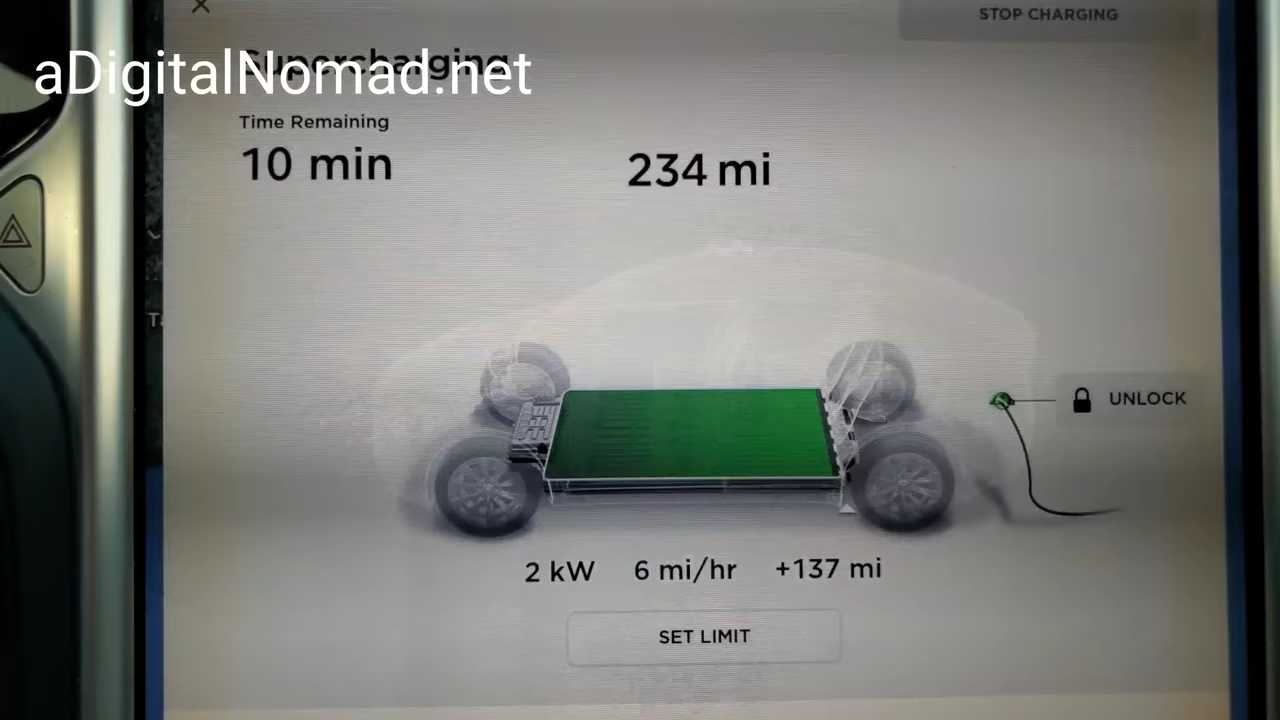 STOP CHARGING
Supercharging
aDigitalNomad.net
Time Remaining
10 min
234 mi
UNLOCK
2 kW 6 mi/hr +137 mi
SET LIMIT